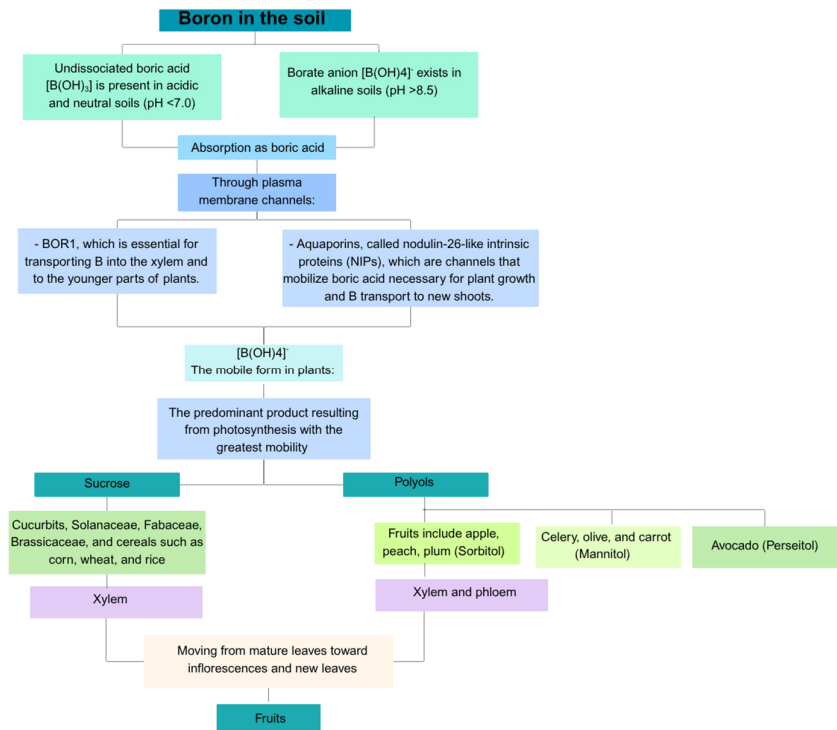 Boron in the soil
Undissociated boric acid
[B(OH)₃] is present in acidic
and neutral soils (pH <7.0)
Borate anion [B(OH)4]⁻ exists in
alkaline soils (pH >8.5)
Absorption as boric acid
Through plasma
membrane channels:
- BOR1, which is essential for
transporting B into the xylem and
to the younger parts of plants.
- Aquaporins, called nodulin-26-like intrinsic
proteins (NIPs), which are channels that
mobilize boric acid necessary for plant growth
and B transport to new shoots.
[B(OH)4]⁻
The mobile form in plants:
The predominant product resulting
from photosynthesis with the
greatest mobility
Sucrose
Polyols
Cucurbits, Solanaceae, Fabaceae,
Brassicaceae, and cereals such as
corn, wheat, and rice
Fruits include apple,
peach, plum (Sorbitol)
Celery, olive, and carrot
(Mannitol)
Avocado (Perseitol)
Xylem
Xylem and phloem
Moving from mature leaves toward
inflorescences and new leaves
Fruits